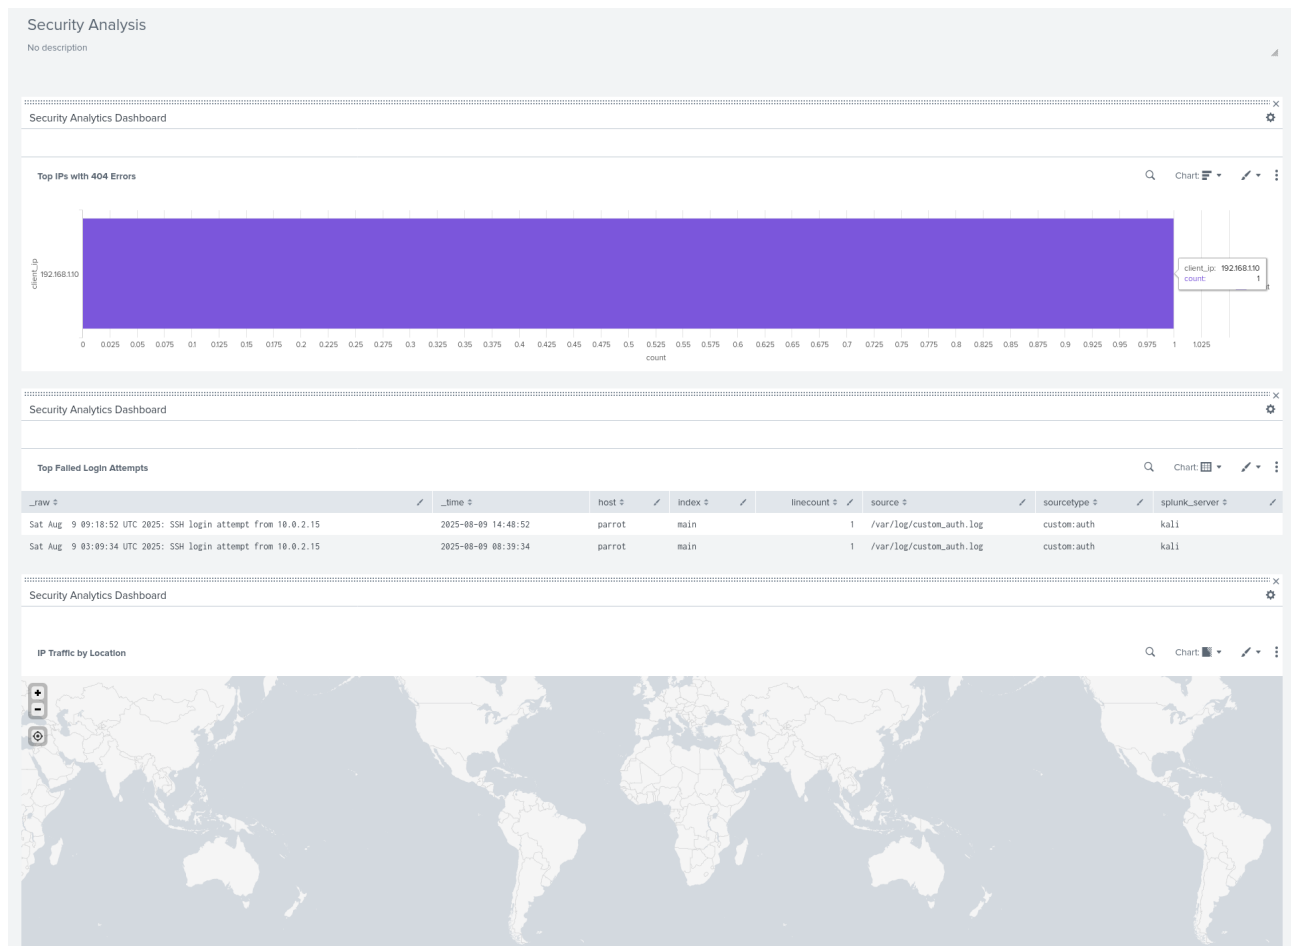 Security Analysis
No description
Security Analytics Dashboard
Top IPs with 404 Errors
Chart:
client_ip
192.168.1.10
client_ip: 192.168.1.10
count: 1
0 0.025 0.05 0.075 0.1 0.125 0.15 0.175 0.2 0.225 0.25 0.275 0.3 0.325 0.35 0.375 0.4 0.425 0.45 0.475 0.5 0.525 0.55 0.575 0.6 0.625 0.65 0.675 0.7 0.725 0.75 0.775 0.8 0.825 0.85 0.875 0.9 0.925 0.95 0.975 1 1.025
count
Security Analytics Dashboard
Top Failed Login Attempts
Chart:
_raw _time host index linecount source sourcetype splunk_server
Sat Aug 9 09:18:52 UTC 2025: SSH login attempt from 10.0.2.15 2025-08-09 14:48:52 parrot main 1 /var/log/custom_auth.log custom:auth kali
Sat Aug 9 03:09:34 UTC 2025: SSH login attempt from 10.0.2.15 2025-08-09 08:39:34 parrot main 1 /var/log/custom_auth.log custom:auth kali
Security Analytics Dashboard
IP Traffic by Location
Chart: